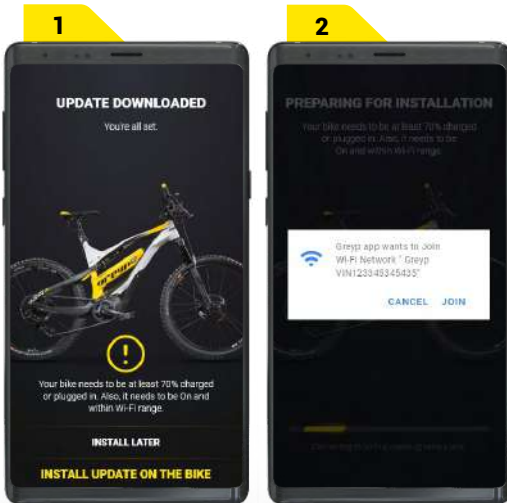 1
UPDATE DOWNLOADED
You're all set.
greyp
Your bike needs to be at least 70% charged
or plugged in. Also, it needs to be On and
within Wi-Fi range.
INSTALL LATER
INSTALL UPDATE ON THE BIKE
2
PREPARING FOR INSTALLATION
Your bike needs to be at least 70% charged
or plugged in. Also, it needs to be
On and within Wi-Fi range.
Greyp app wants to Join
Wi-Fi Network " Greyp
VIN123349345435"
CANCEL JOIN